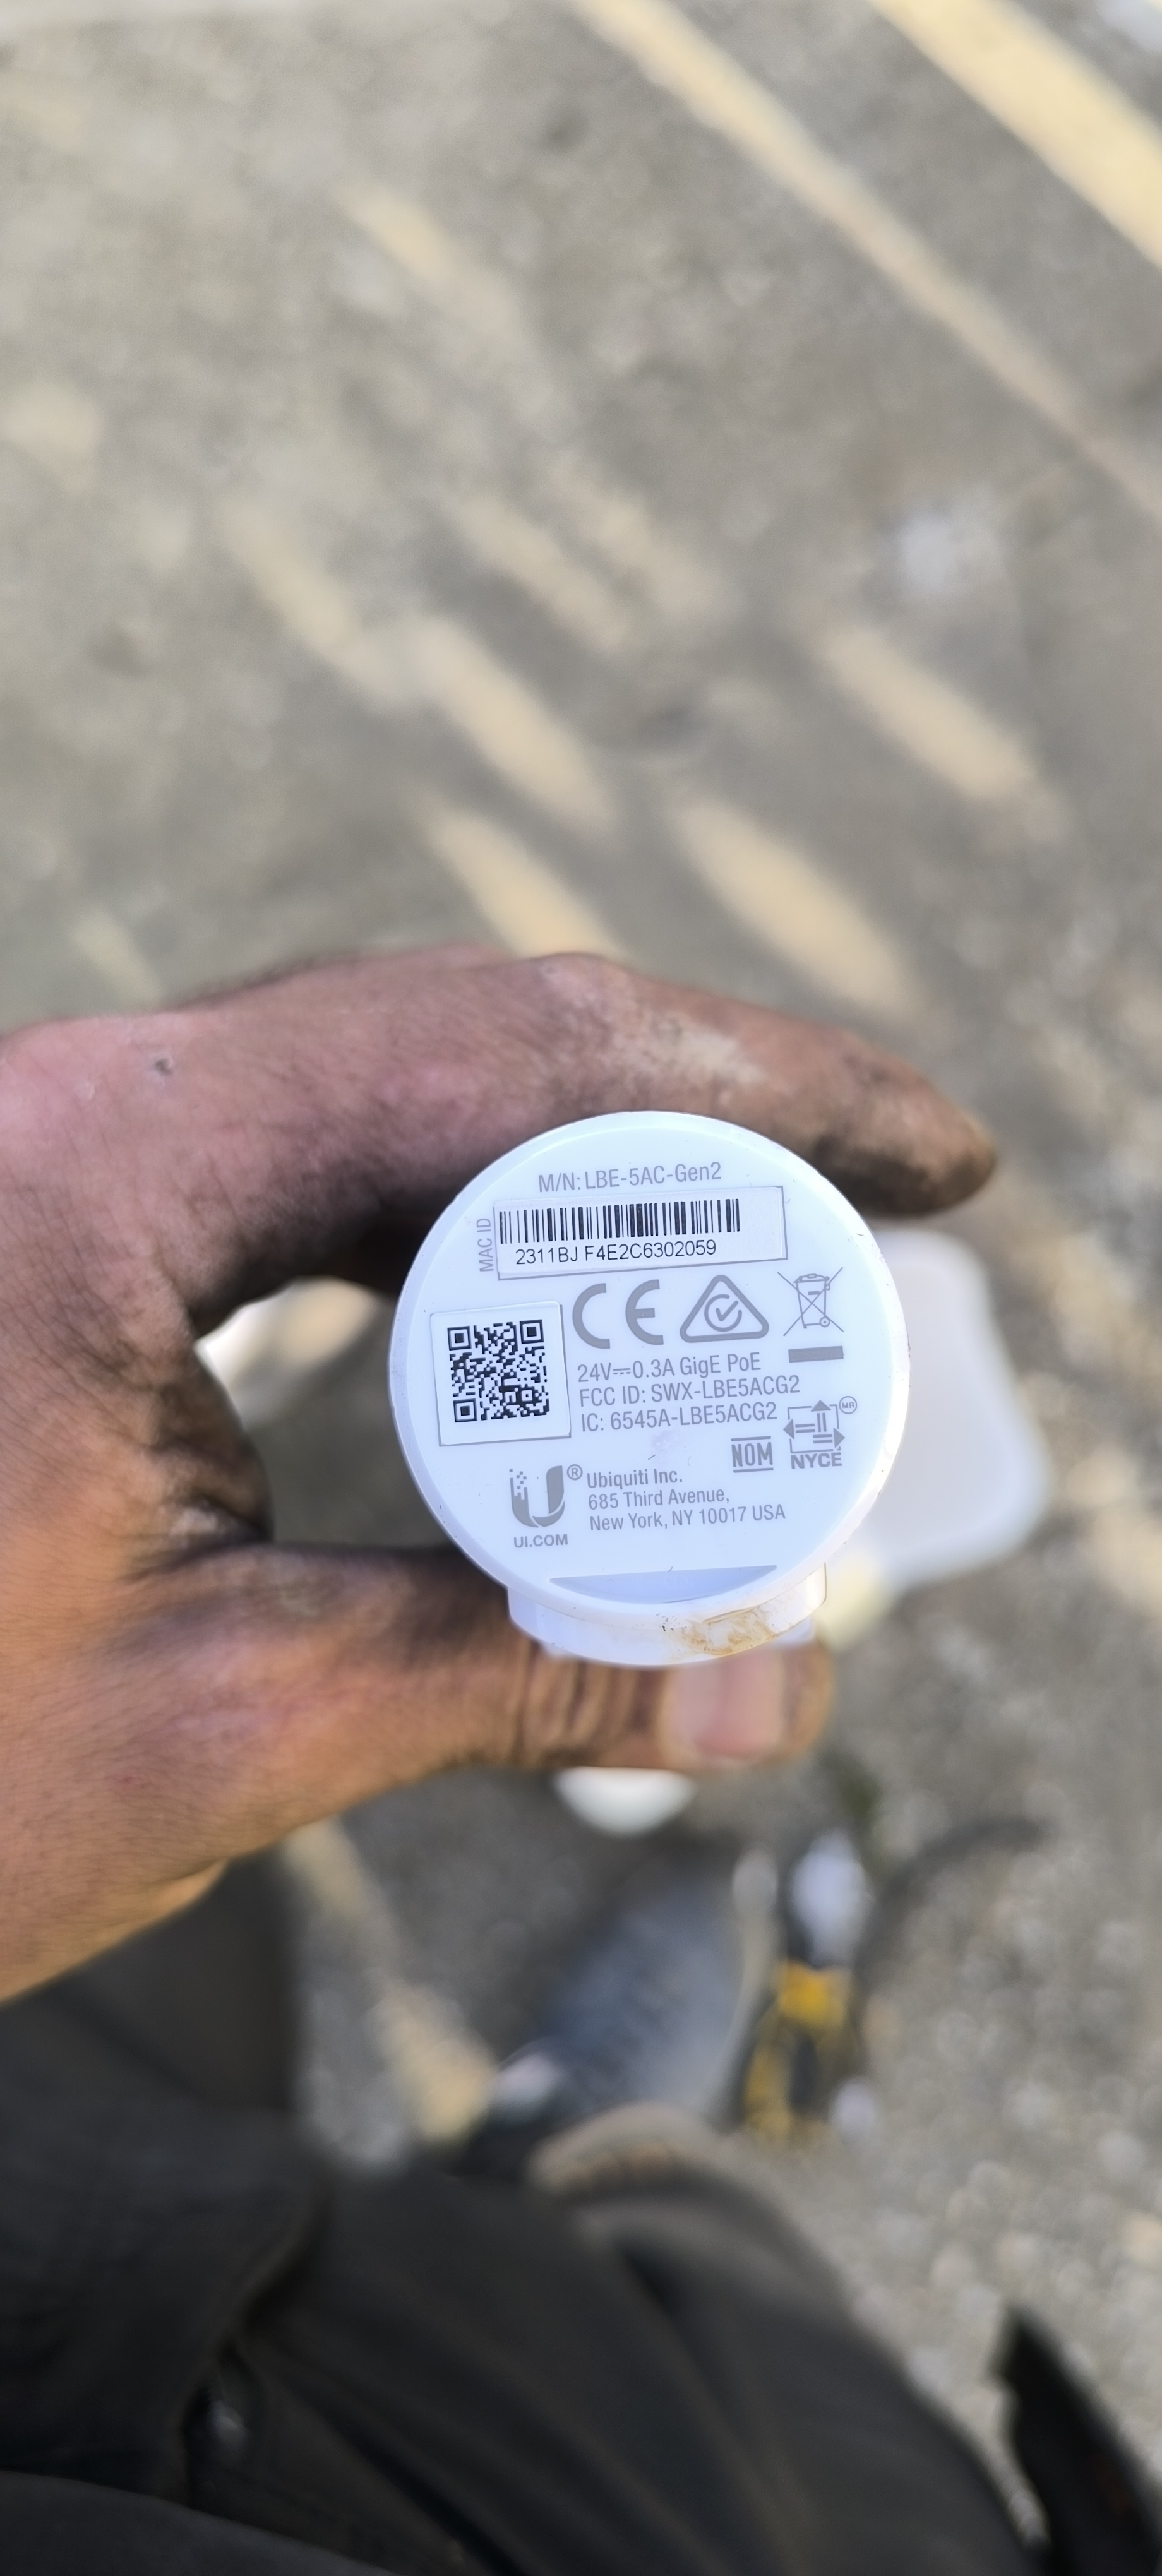 M/N: LBE-5AC-Gen2
MAC ID
2311BJ F4E2C6302059
CE
24V⎓0.3A GigE PoE
FCC ID: SWX-LBE5ACG2
IC: 6545A-LBE5ACG2
NOM
NYCE
U® Ubiquiti Inc.
685 Third Avenue,
New York, NY 10017 USA
UI.COM